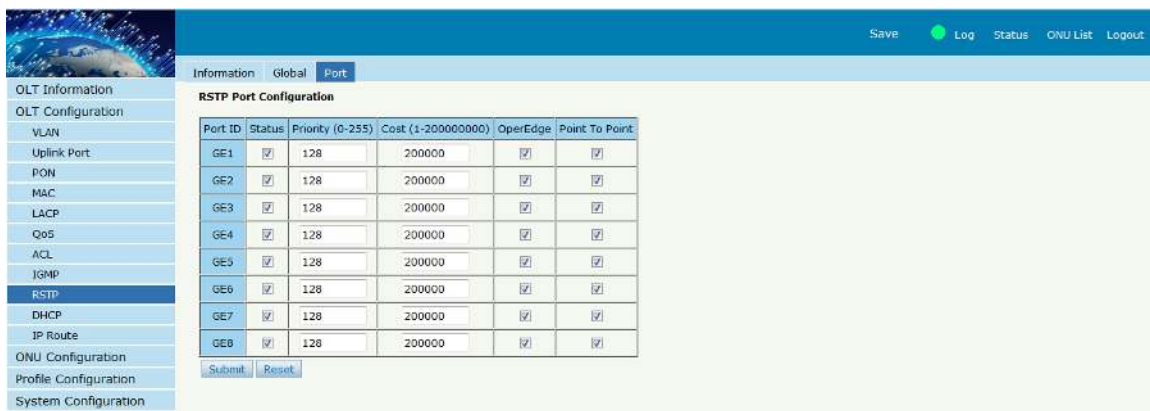 Save Log Status ONU List Logout
Information Global Port
OLT Information
OLT Configuration
VLAN
Uplink Port
PON
MAC
LACP
QoS
ACL
IGMP
RSTP
DHCP
IP Route
ONU Configuration
Profile Configuration
System Configuration
RSTP Port Configuration
Port ID Status Priority (0-255) Cost (1-200000000) OperEdge Point To Point
GE1 128 200000
GE2 128 200000
GE3 128 200000
GE4 128 200000
GE5 128 200000
GE6 128 200000
GE7 128 200000
GE8 128 200000
Submit Reset